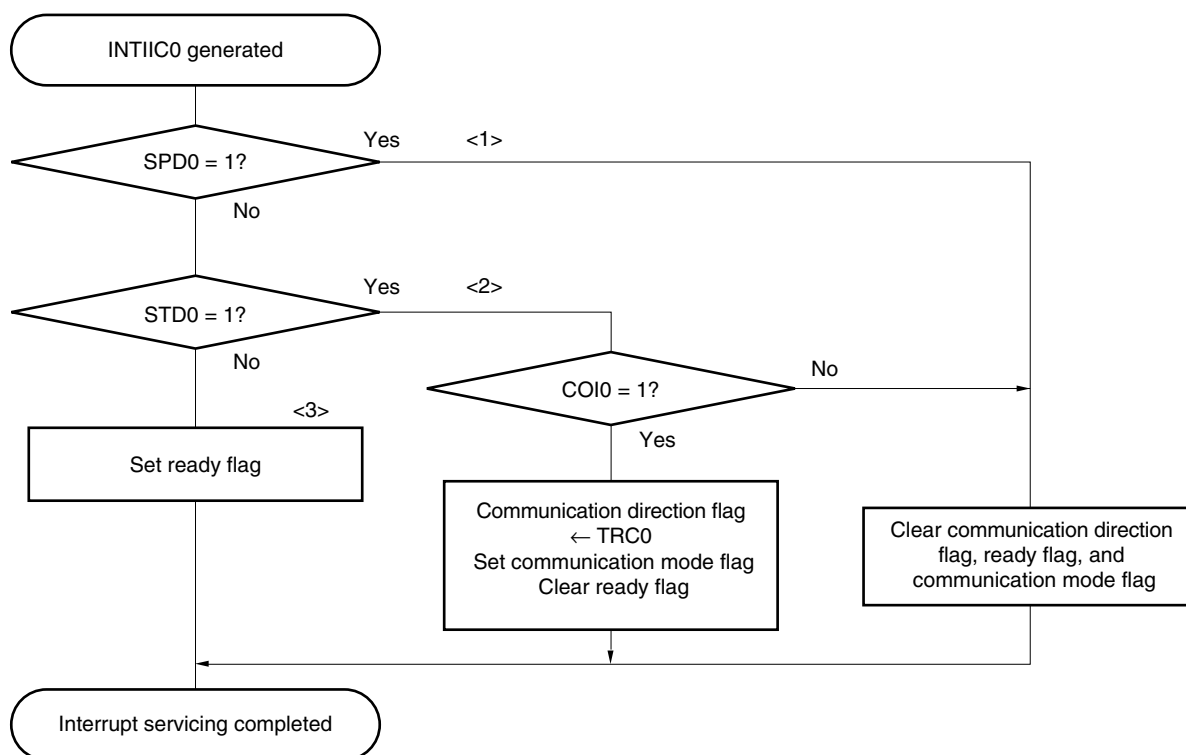 INTIIC0 generated
Yes
<1>
SPD0 = 1?
No
Yes
<2>
STD0 = 1?
No
COI0 = 1?
No
<3>
Yes
Set ready flag
Communication direction flag
← TRC0
Set communication mode flag
Clear ready flag
Clear communication direction
flag, ready flag, and
communication mode flag
Interrupt servicing completed